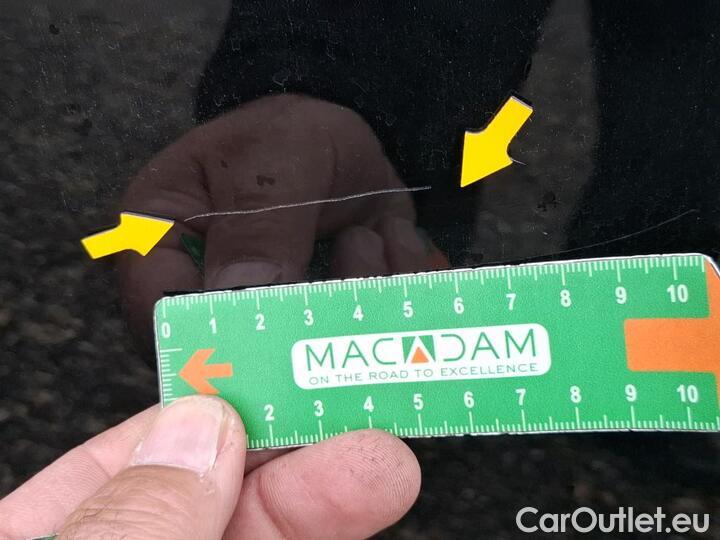 0 1 2 3 4 5 6 7 8 9 10
MACADAM
ON THE ROAD TO EXCELLENCE
2 3 4 5 6 7 8 9 10
CarOutlet.eu